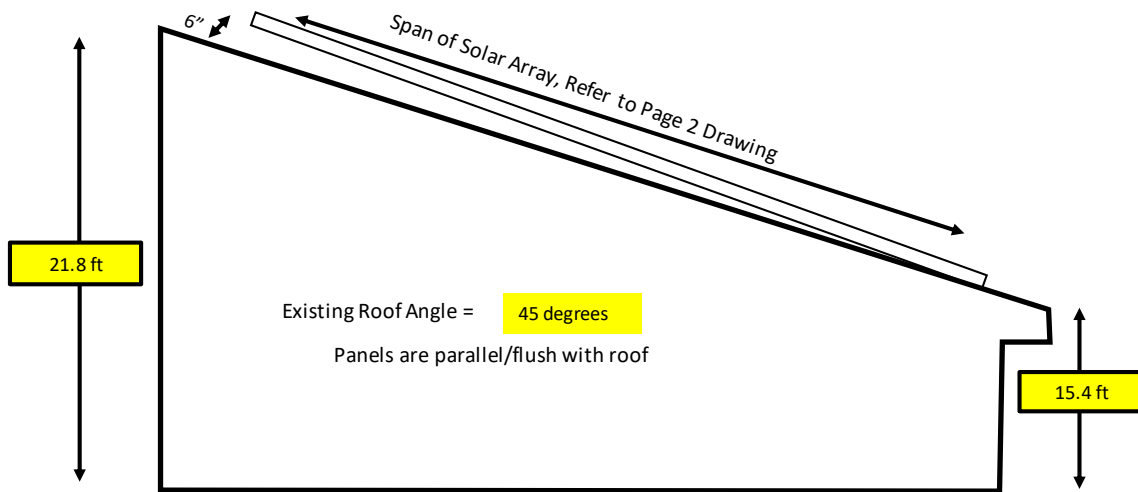 6”
Span of Solar Array, Refer to Page 2 Drawing
21.8 ft
Existing Roof Angle = 45 degrees
Panels are parallel/flush with roof
15.4 ft